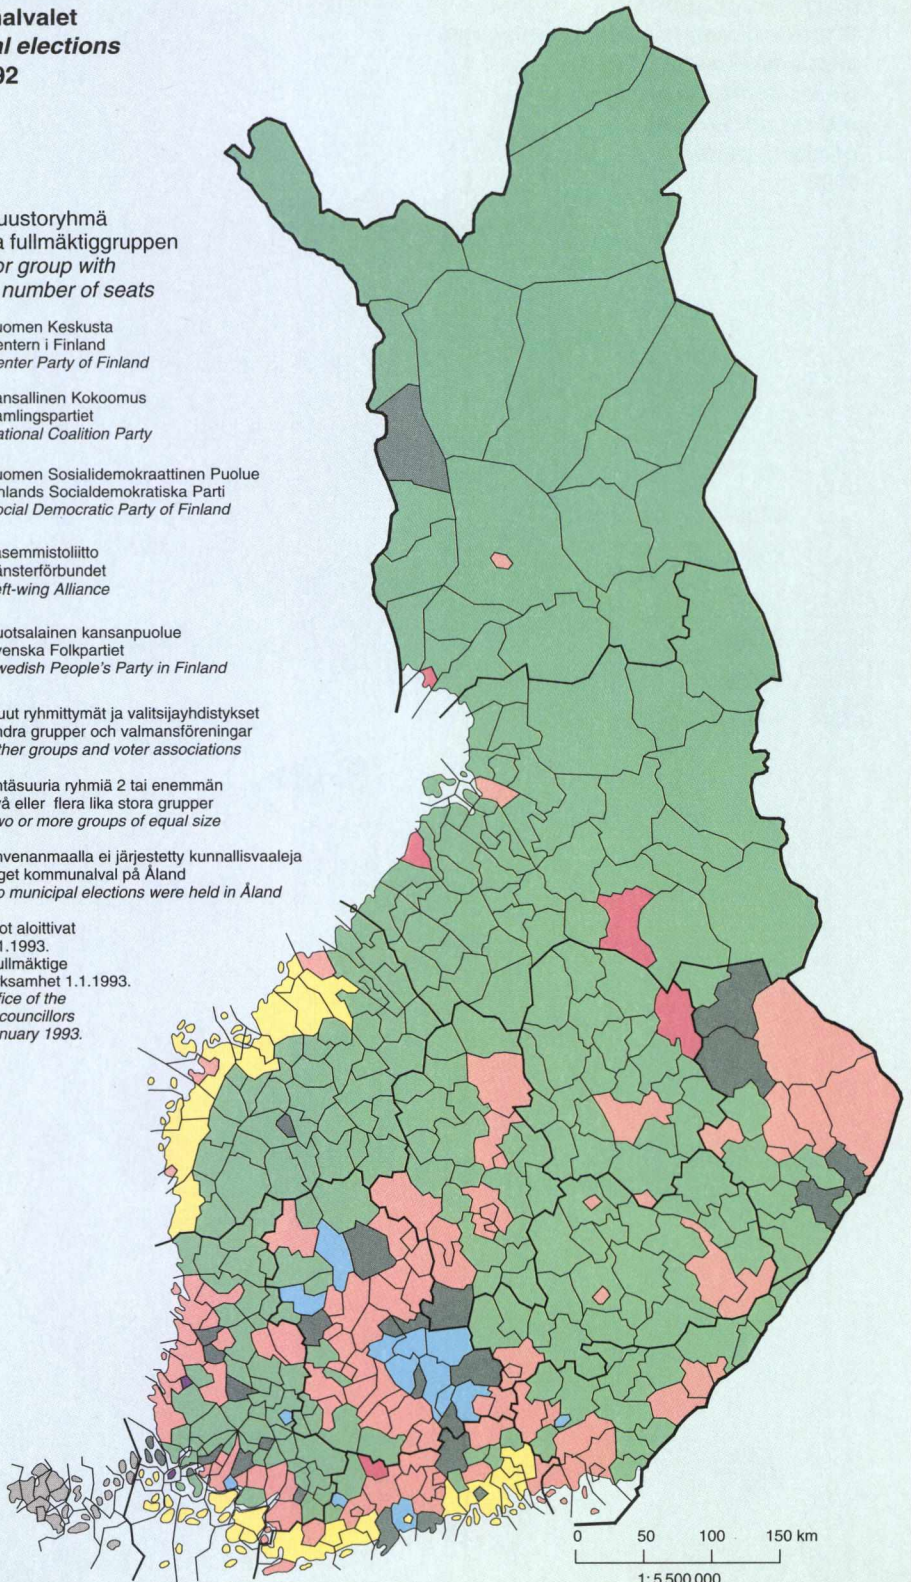 nalvalet
al elections
92
uustoryhmä
a fullmäktiggruppen
or group with
number of seats
uomen Keskusta
entern i Finland
enter Party of Finland
ansallinen Kokoomus
amlingspartiet
ational Coalition Party
uomen Sosialidemokraattinen Puolue
nlands Socialdemokratiska Parti
ocial Democratic Party of Finland
asemmistoliitto
änsterförbundet
eft-wing Alliance
uotsalainen kansanpuolue
venska Folkpartiet
wedish People's Party in Finland
uut ryhmittymät ja valitsijayhdistykset
ndra grupper och valmansföreningar
ther groups and voter associations
htäsuuria ryhmiä 2 tai enemmän
vå eller flera lika stora grupper
wo or more groups of equal size
hvenanmaalla ei järjestetty kunnallisvaaleja
get kommunalval på Åland
o municipal elections were held in Åland
ot aloittivat
1.1993.
ullmäktige
rksamhet 1.1.1993.
fice of the
councillors
nuary 1993.
0 50 100 150 km
1: 5 500 000